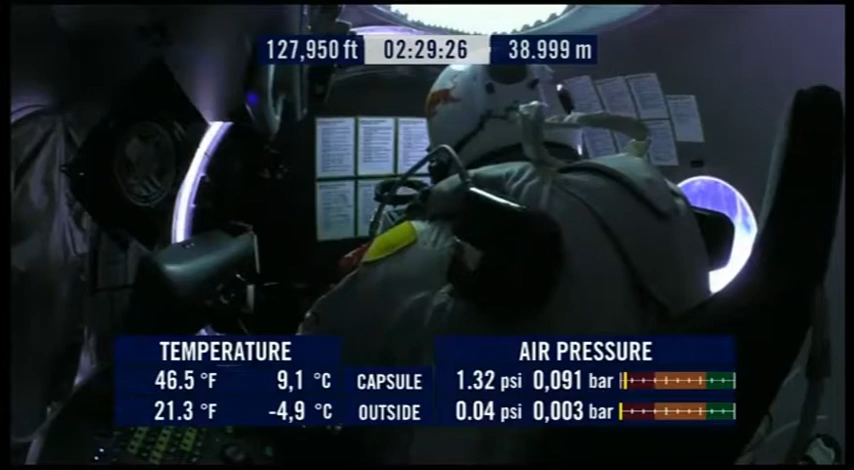 127,950 ft 02:29:26 38.999 m
TEMPERATURE AIR PRESSURE
46.5 °F 9,1 °C CAPSULE 1.32 psi 0,091 bar
21.3 °F -4,9 °C OUTSIDE 0.04 psi 0,003 bar